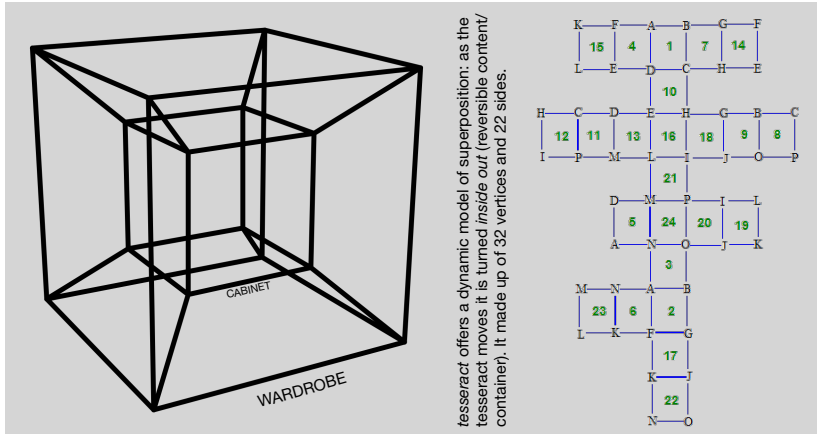 CABINET
WARDROBE
tesseract offers a dynamic model of superposition: as the
tesseract moves it is turned inside out (reversible content/
container). It made up of 32 vertices and 22 sides.
K F A B G F
15 4 1 7 14
L E D C H E
10
H C D E H G B C
12 11 13 16 18 9 8
I P M L I J O P
21
D M P I L
5 24 20 19
A N O J K
3
M N A B
23 6 2
L K F G
17
K J
22
N O